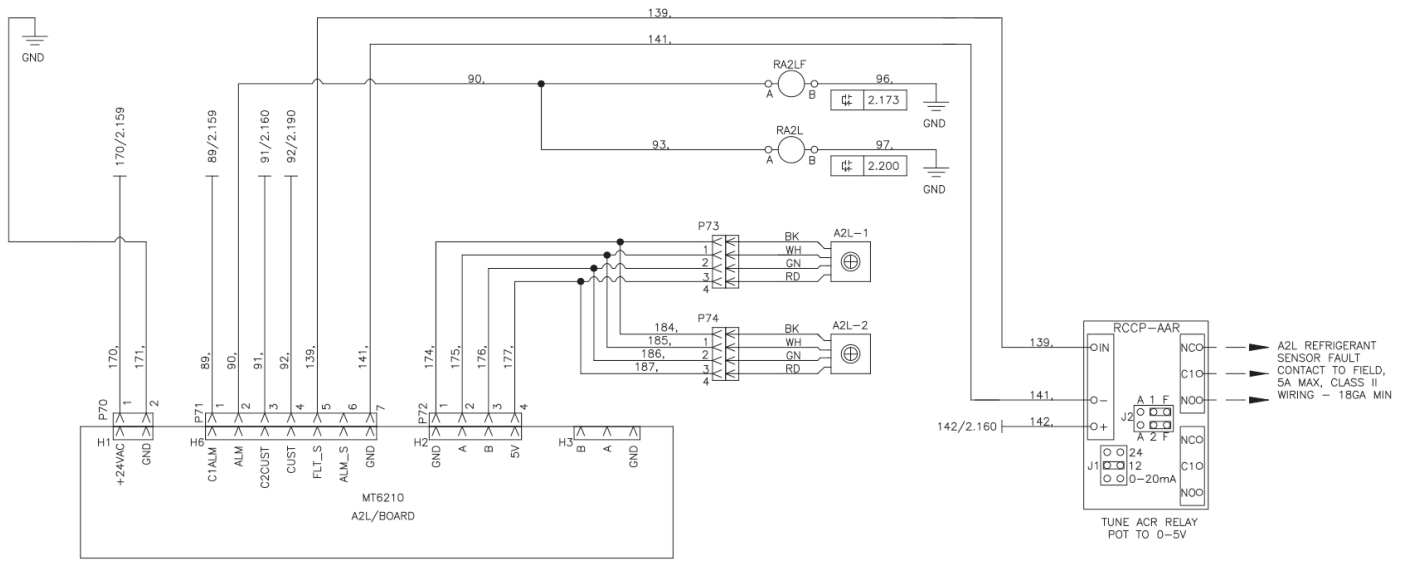 139,
GND
141,
RA2LF
90,
96,
A
B
2.173
GND
170/2.159
89/2.159
91/2.160
92/2.190
RA2L
93,
97,
A
B
2.200
GND
P73
BK
A2L-1
1
WH
2
GN
3
RD
4
P74
184,
BK
A2L-2
185,
1
WH
186,
2
GN
187,
3
RD
4
170,
171,
89,
90,
91,
92,
139,
141,
174,
175,
176,
177,
RCCP-AAR
139,
IN
NC
A2L REFRIGERANT
SENSOR FAULT
C1
CONTACT TO FIELD,
5A MAX, CLASS II
141,
-
NO
WIRING - 18GA MIN
A 1 F
J2
142/2.160
142,
+
A 2 F
NC
24
J1
12
C1
0-20mA
NO
TUNE ACR RELAY
POT TO 0-5V
P70
1
2
P71
1
2
3
4
5
6
7
P72
1
2
3
4
H1
H6
H2
H3
+24VAC
GND
C1ALM
ALM
C2CUST
CUST
FLT_S
ALM_S
GND
GND
A
B
5V
B
A
GND
MT6210
A2L/BOARD